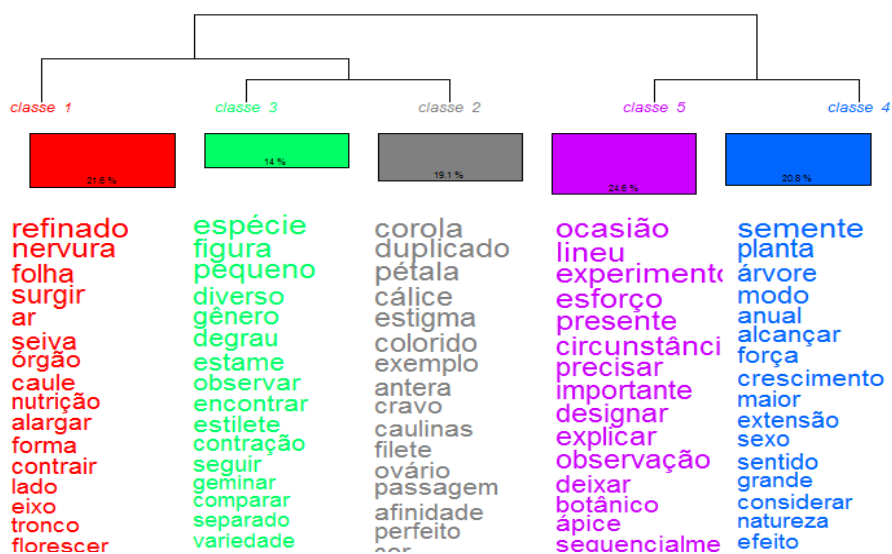 classe 1
classe 3
classe 2
classe 5
classe 4
21.6 %
14 %
19.1 %
24.6 %
20.8 %
refinado
nervura
folha
surgir
ar
seiva
órgão
caule
nutrição
alargar
forma
contrair
lado
eixo
tronco
florescer
espécie
figura
pequeno
diverso
gênero
degrau
estame
observar
encontrar
estilete
contração
seguir
geminar
comparar
separado
variedade
corola
duplicado
pétala
cálice
estigma
colorido
exemplo
antera
cravo
caulinas
filete
ovário
passagem
afinidade
perfeito
ocasião
lineu
experimento
esforço
presente
circunstânci
precisar
importante
designar
explicar
observação
deixar
botânico
ápice
sequencialme
semente
planta
árvore
modo
anual
alcançar
força
crescimento
maior
extensão
sexo
sentido
grande
considerar
natureza
efeito